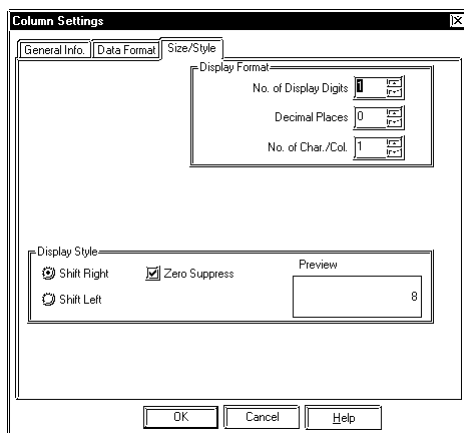 Column Settings
General Info. Data Format Size/Style
Display Format
No. of Display Digits 1
Decimal Places 0
No. of Char./Col. 1
Display Style
Shift Right Zero Suppress Preview
8
Shift Left
OK Cancel Help